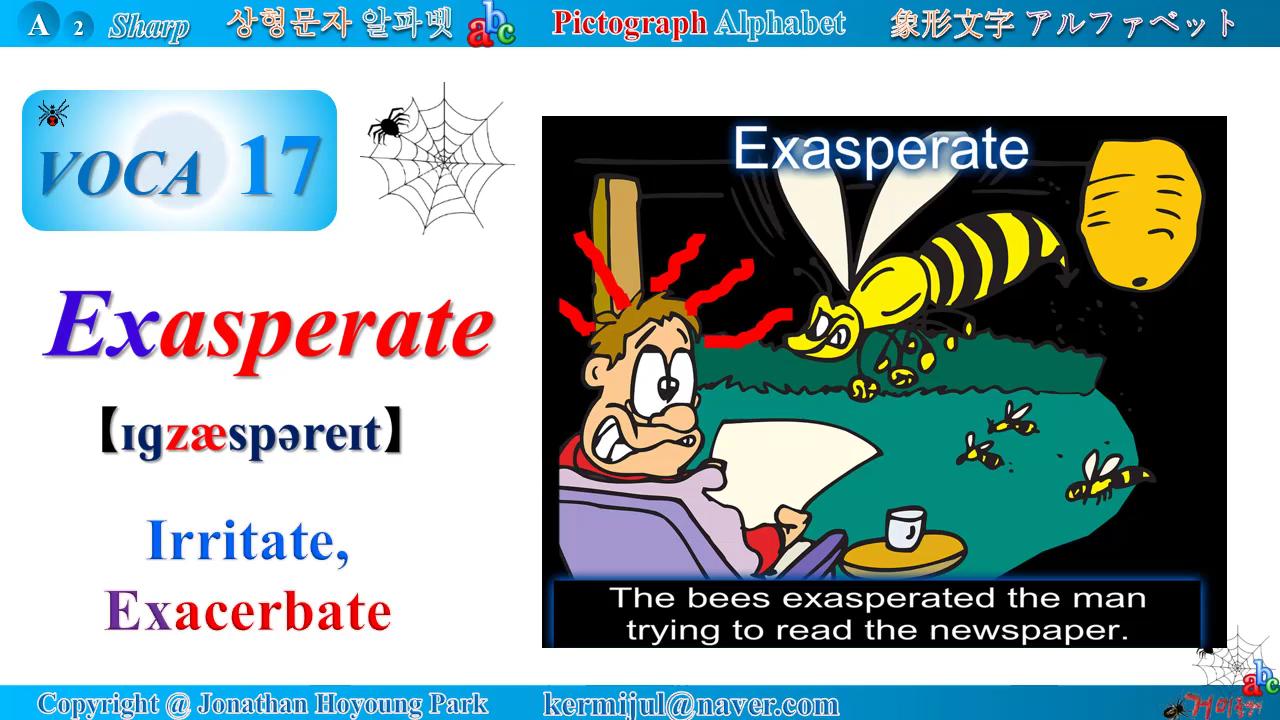 A 2 Sharp 상형문자 알파벳 abc Pictograph Alphabet 象形文字 アルファベット
VOCA 17
Exasperate
【ɪgzæspəreɪt】
Irritate,
Exacerbate
Exasperate
The bees exasperated the man
trying to read the newspaper.
Copyright @ Jonathan Hoyoung Park kermijul@naver.com
abc